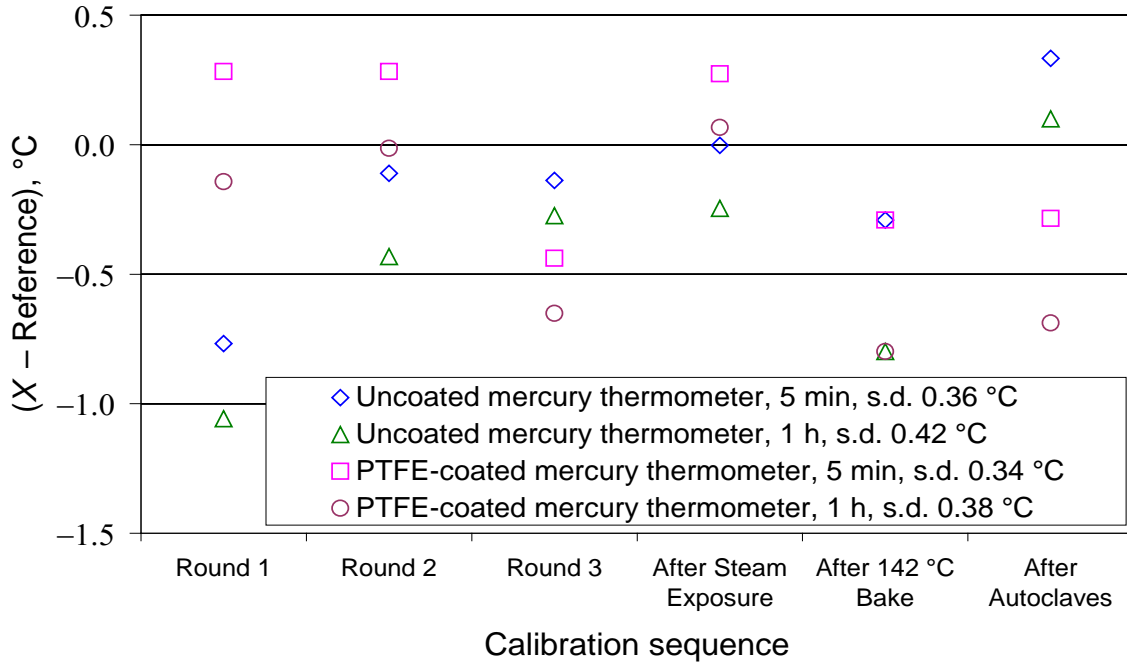 0.5
0.0
–0.5
–1.0
–1.5
(X – Reference), °C
Uncoated mercury thermometer, 5 min, s.d. 0.36 °C
Uncoated mercury thermometer, 1 h, s.d. 0.42 °C
PTFE-coated mercury thermometer, 5 min, s.d. 0.34 °C
PTFE-coated mercury thermometer, 1 h, s.d. 0.38 °C
Round 1
Round 2
Round 3
After Steam
Exposure
After 142 °C
Bake
After
Autoclaves
Calibration sequence